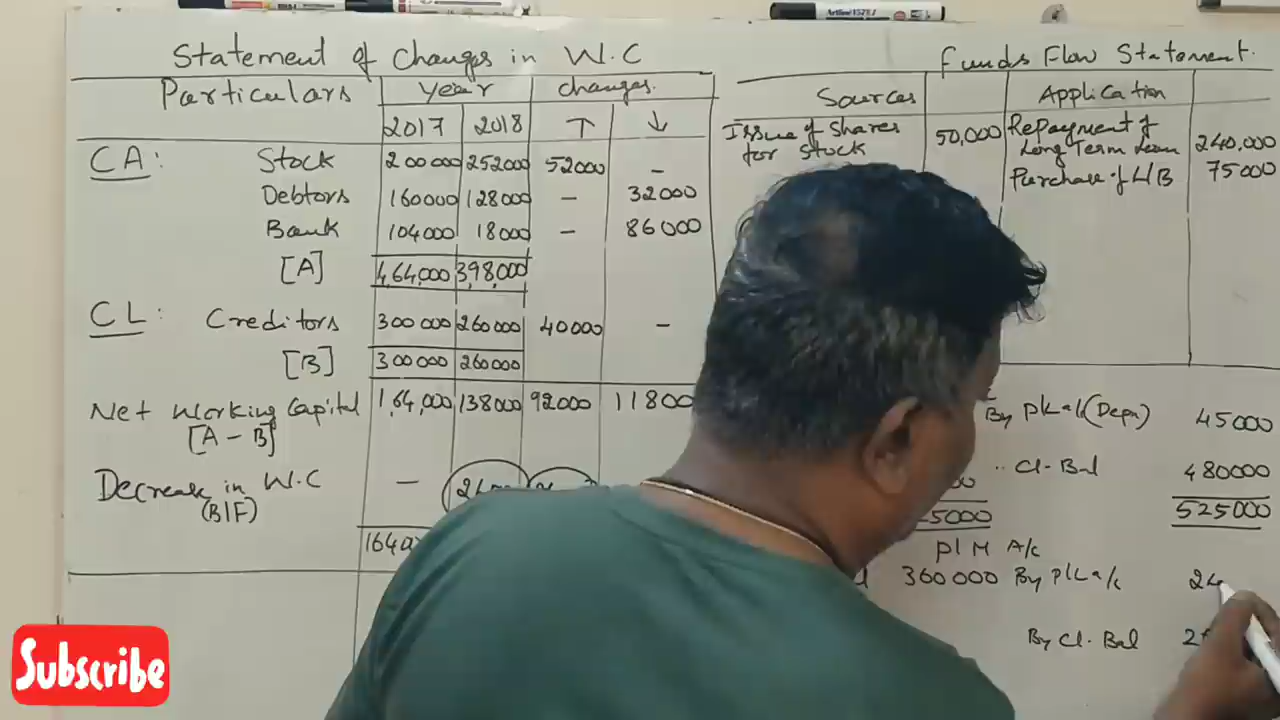 Statement of Changes in W.C
Particulars year changes.
2017 2018 ↑ ↓
CA: Stock 200000 252000 52000 -
Debtors 160000 128000 - 32000
Bank 104000 18000 - 86000
[A] 4,64,000 3,98,000
CL: Creditors 300000 260000 40000 -
[B] 300000 260000
Net Working Capital 1,64,000 138000 92000 11800
[A - B]
Decrease in W.C -
(B/F)
Funds Flow Statement.
Sources Application
Issue of Shares 50,000 Repayment of
for Stock Long Term loan 240,000
Purchase of L/B 75000
By P/L a/c (Depn) 45000
.. Cl. Bal 480000
5000 525000
P/M A/c
360000 By P/L a/c
By Cl. Bal
Subscribe